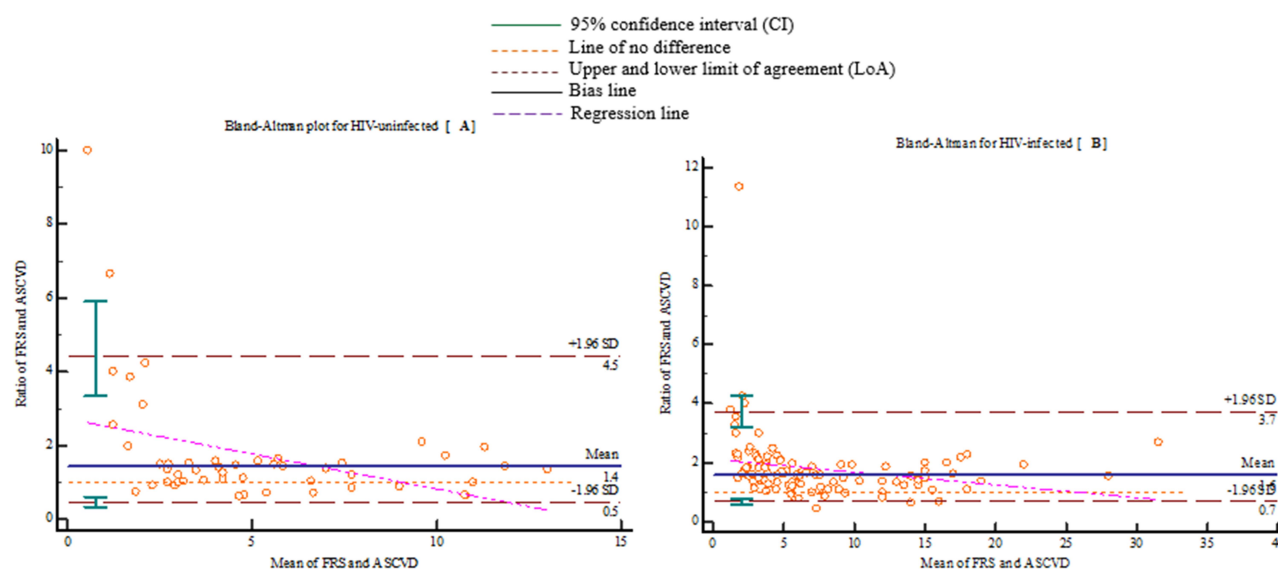 95% confidence interval (CI)
Line of no difference
Upper and lower limit of agreement (LoA)
Bias line
Regression line
Bland-Altman plot for HIV-uninfected [ A]
10
8
6
4
2
0
0
5
10
15
Ratio of FRS and ASCVD
Mean of FRS and ASCVD
+1.96 SD
4.5
Mean
1.4
-1.96 SD
0.5
Bland-Altman for HIV-infected [ B]
12
10
8
6
4
2
0
0
5
10
15
20
25
30
35
40
Ratio of FRS and ASCVD
Mean of FRS and ASCVD
+1.96SD
3.7
Mean
1.6
-1.96SD
0.7